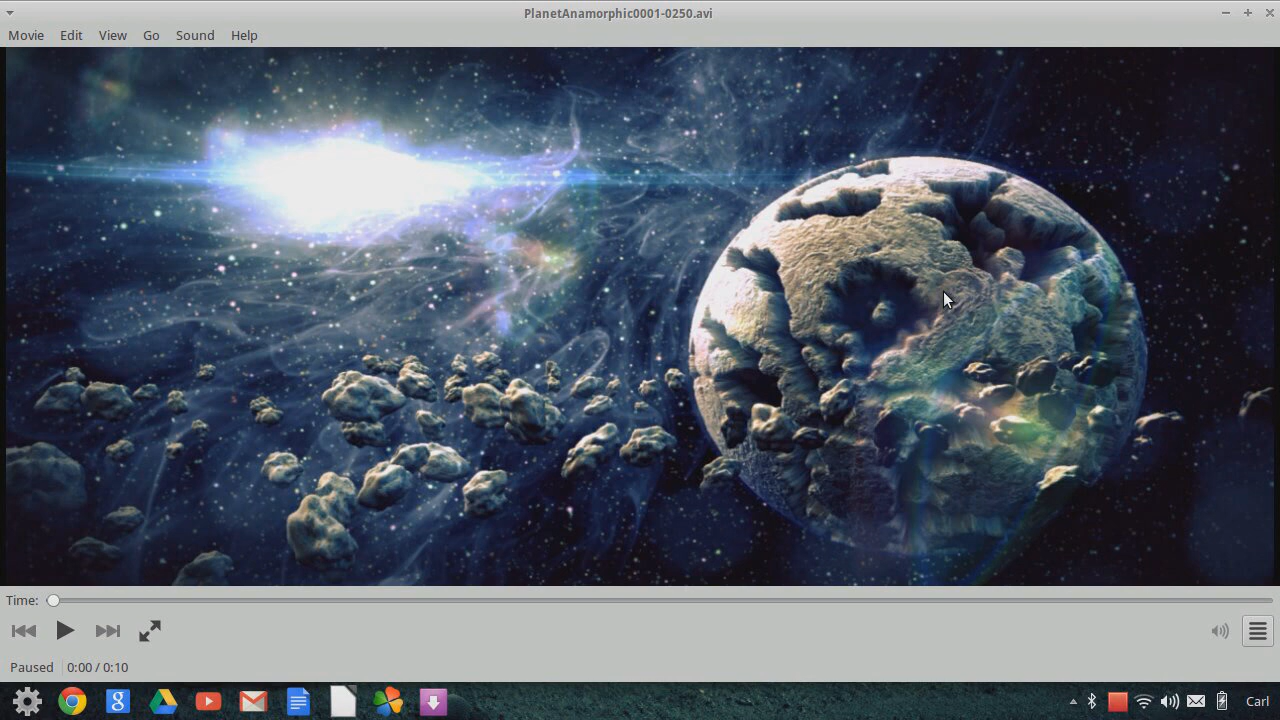 PlanetAnamorphic0001-0250.avi
Movie Edit View Go Sound Help
Time:
Paused 0:00 / 0:10
Carl